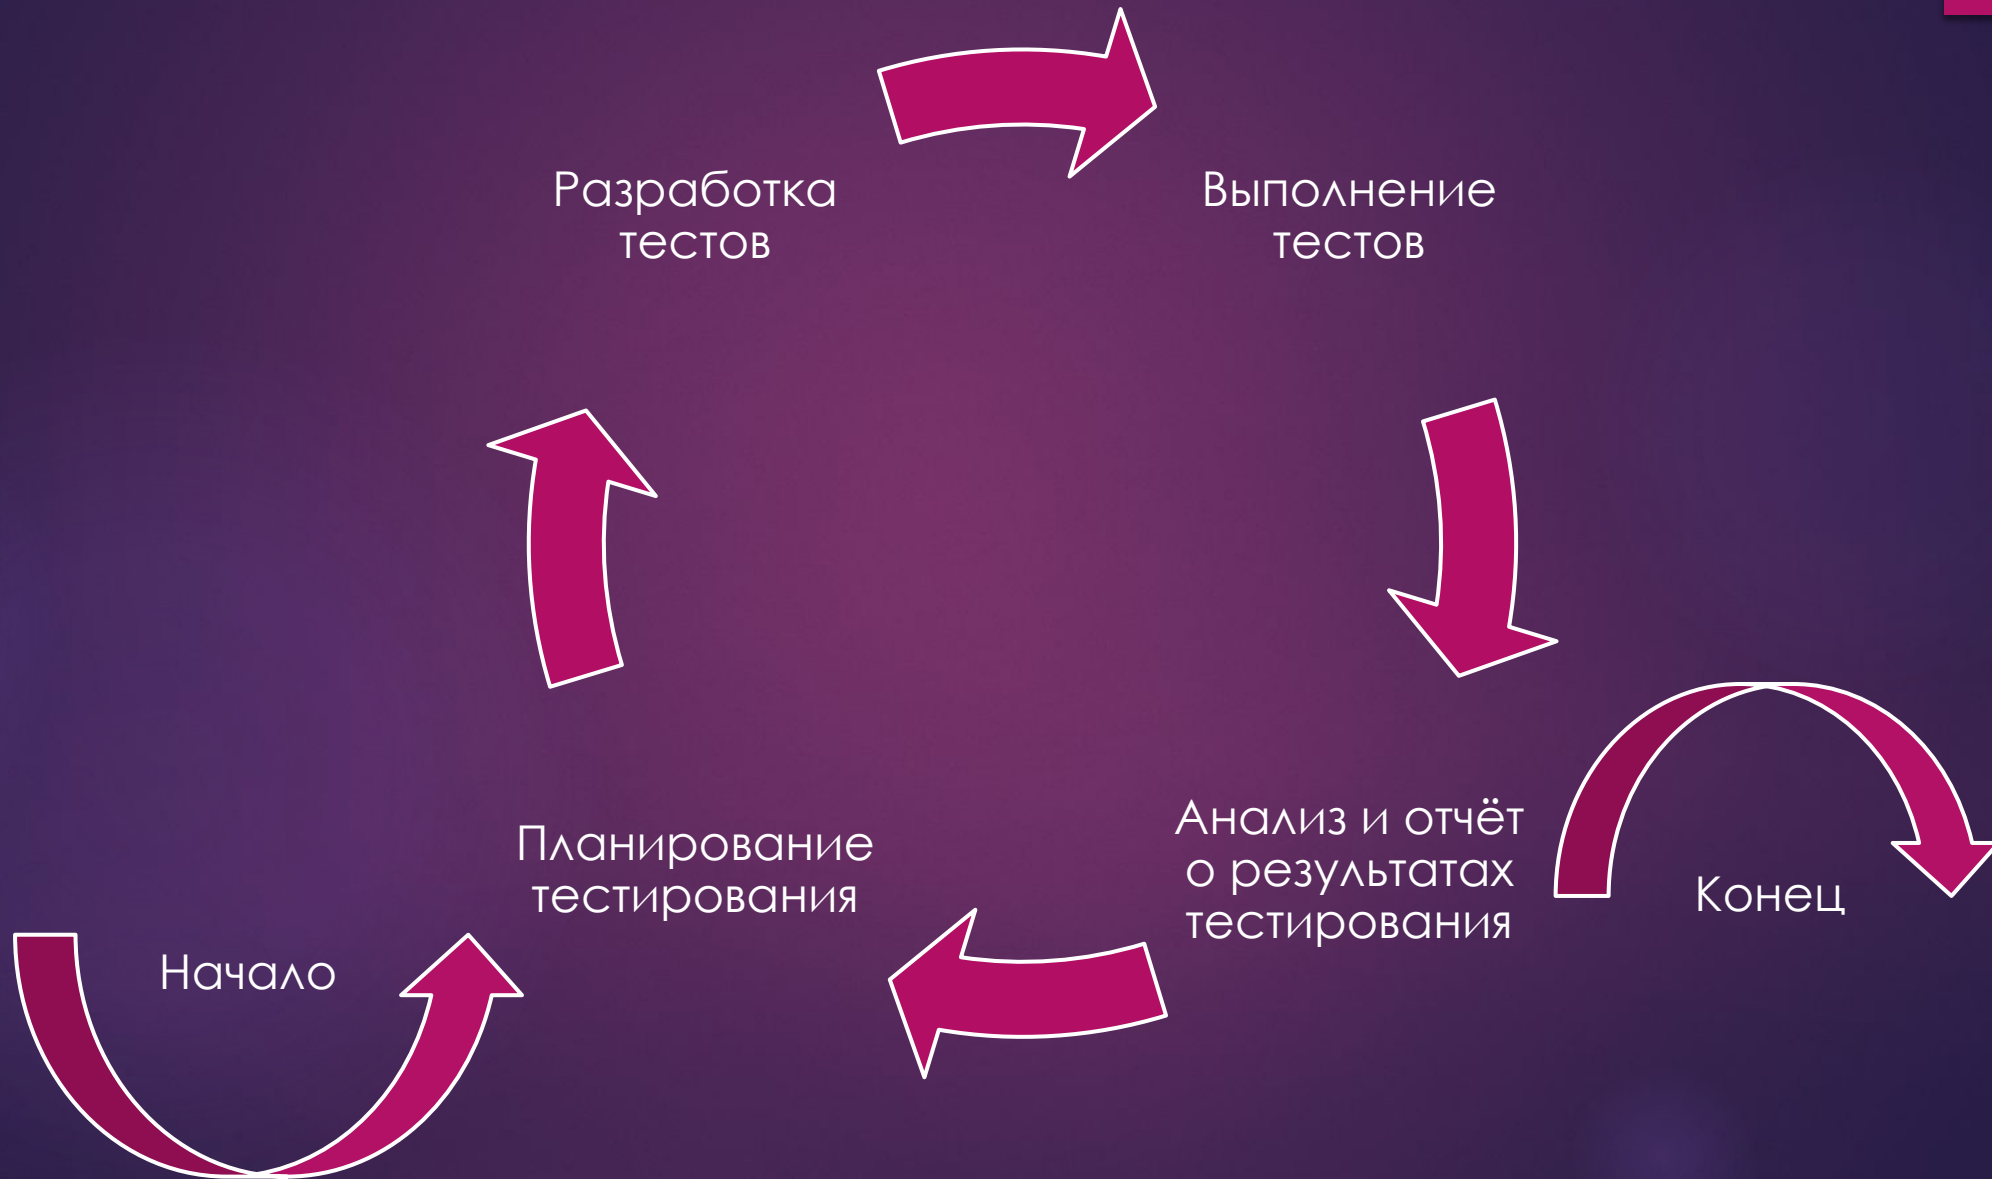 Разработка
тестов
Выполнение
тестов
Планирование
тестирования
Анализ и отчёт
о результатах
тестирования
Начало
Конец